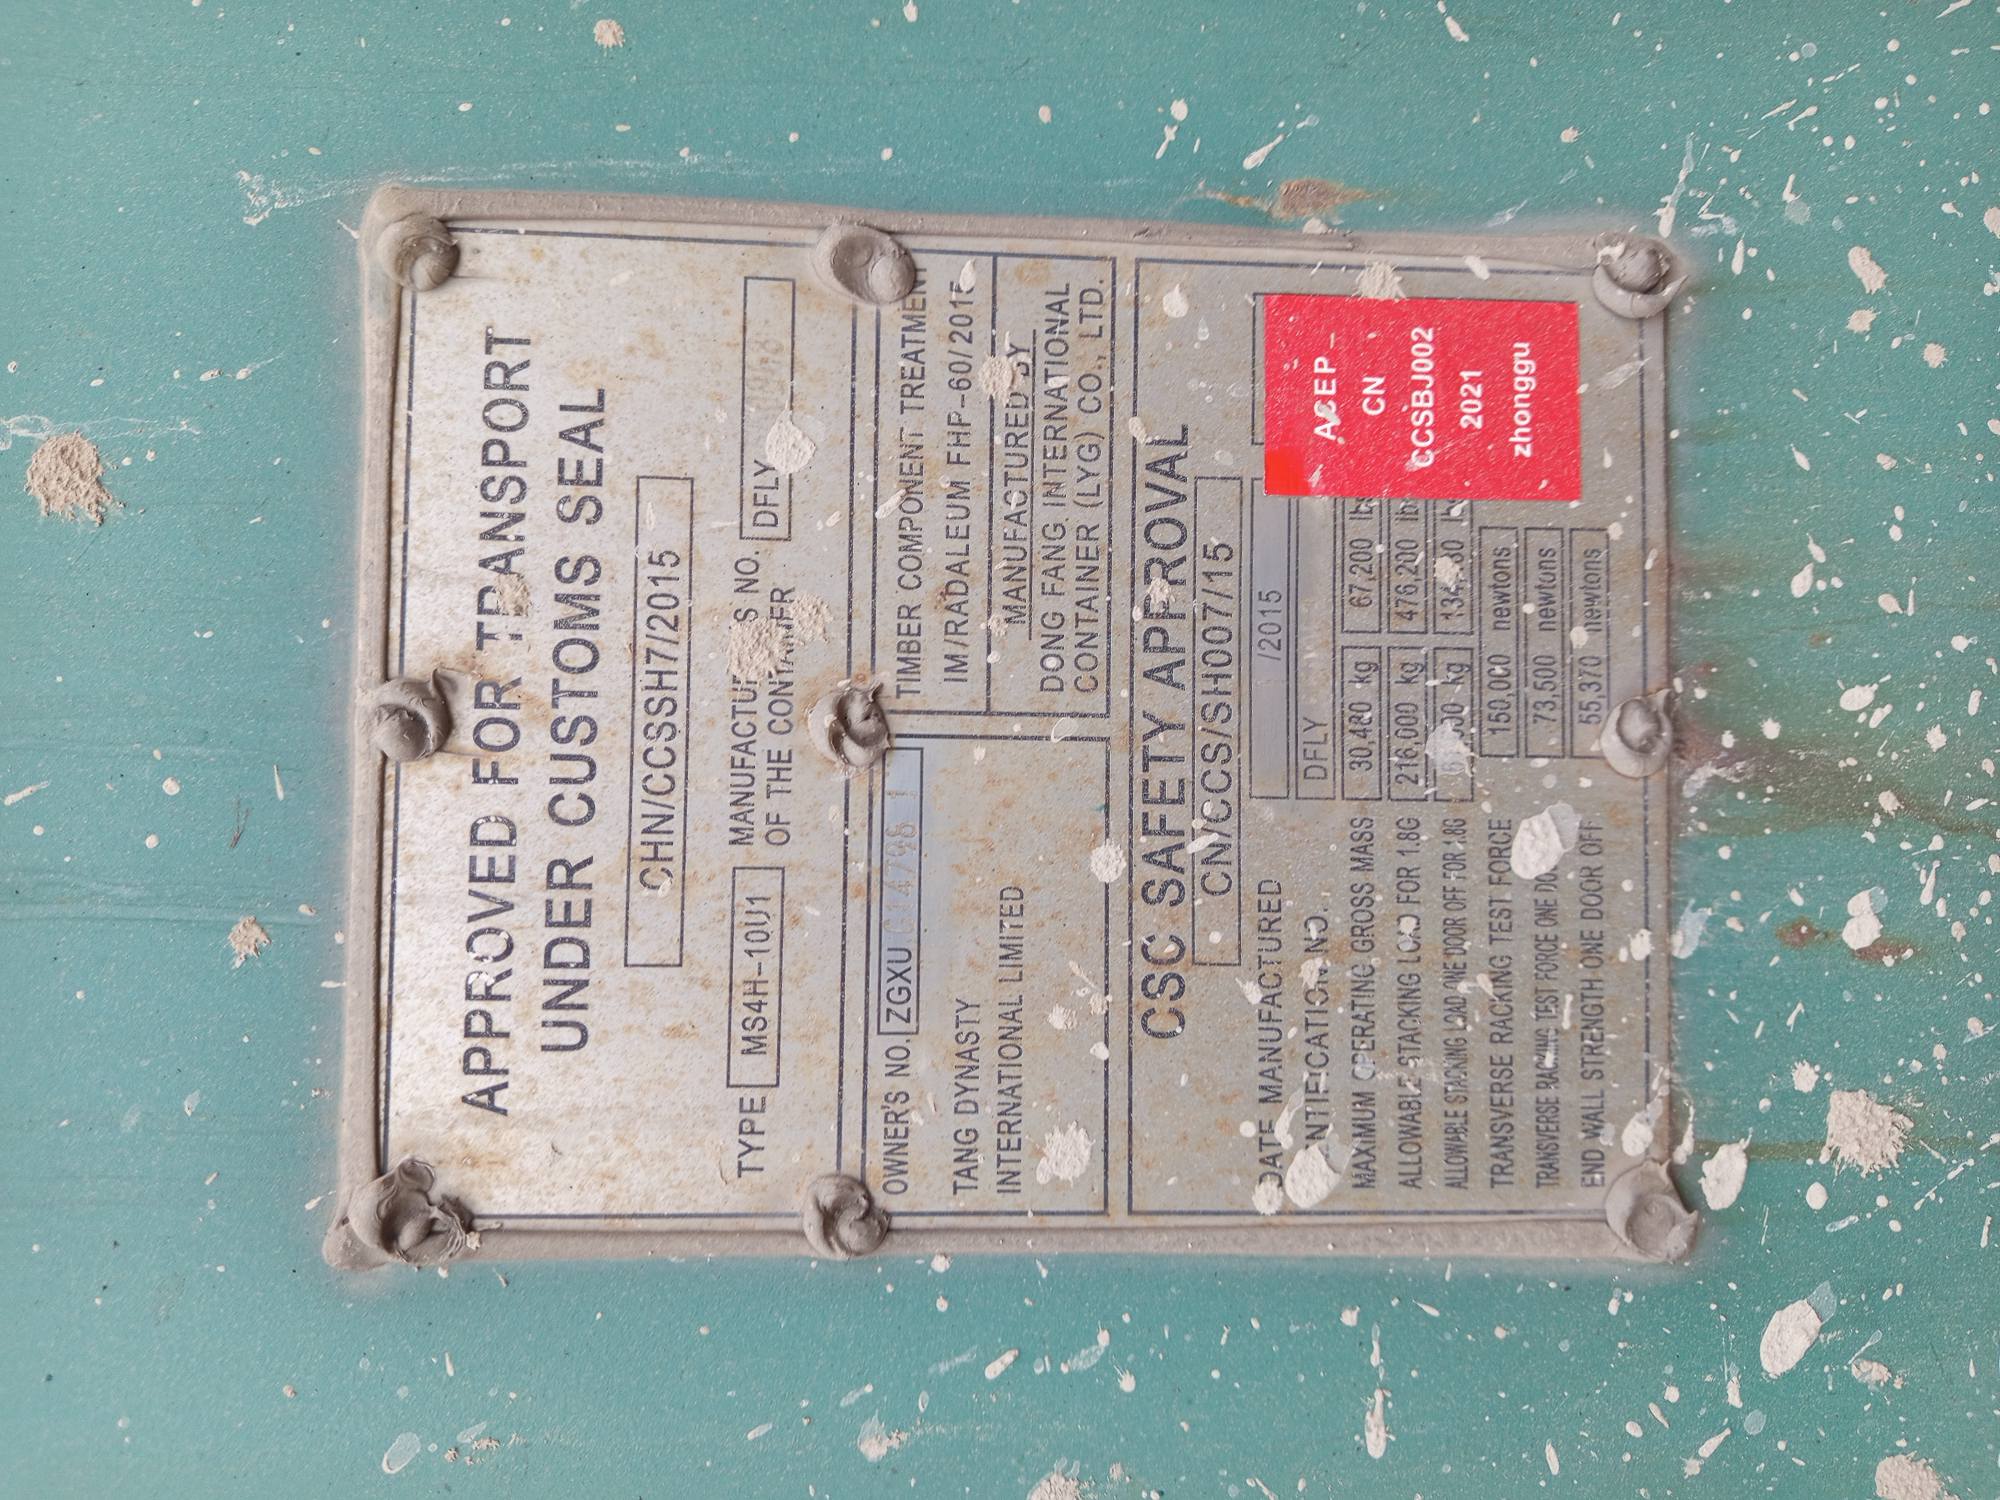 APPROVED FOR TRANSPORT
UNDER CUSTOMS SEAL
CHN/CCSSH7/2015
TYPE MS4H-10U1
MANUFACTURER'S NO.
OF THE CONTAINER
DFLY
OWNER'S NO. ZGXU
TANG DYNASTY
INTERNATIONAL LIMITED
TIMBER COMPONENT TREATMENT
IM/RADALEUM FHP-60/2015
MANUFACTURED BY
DONG FANG INTERNATIONAL
CONTAINER (LYG) CO., LTD.
CSC SAFETY APPROVAL
CN/CCS/SH007/15
DATE MANUFACTURED /2015
IDENTIFICATION NO. DFLY
MAXIMUM OPERATING GROSS MASS 30,480 kg 67,200 lbs
ALLOWABLE STACKING LOAD FOR 1.8G 216,000 kg 476,200 lbs
ALLOWABLE STACKING LOAD ONE DOOR OFF FOR 1.8G kg lbs
TRANSVERSE RACKING TEST FORCE 150,000 newtons
TRANSVERSE RACKING TEST FORCE ONE DOOR 73,500 newtons
END WALL STRENGTH ONE DOOR OFF 55,370 newtons
ACEP-
CN
CCSBJ002
2021
zhonggu